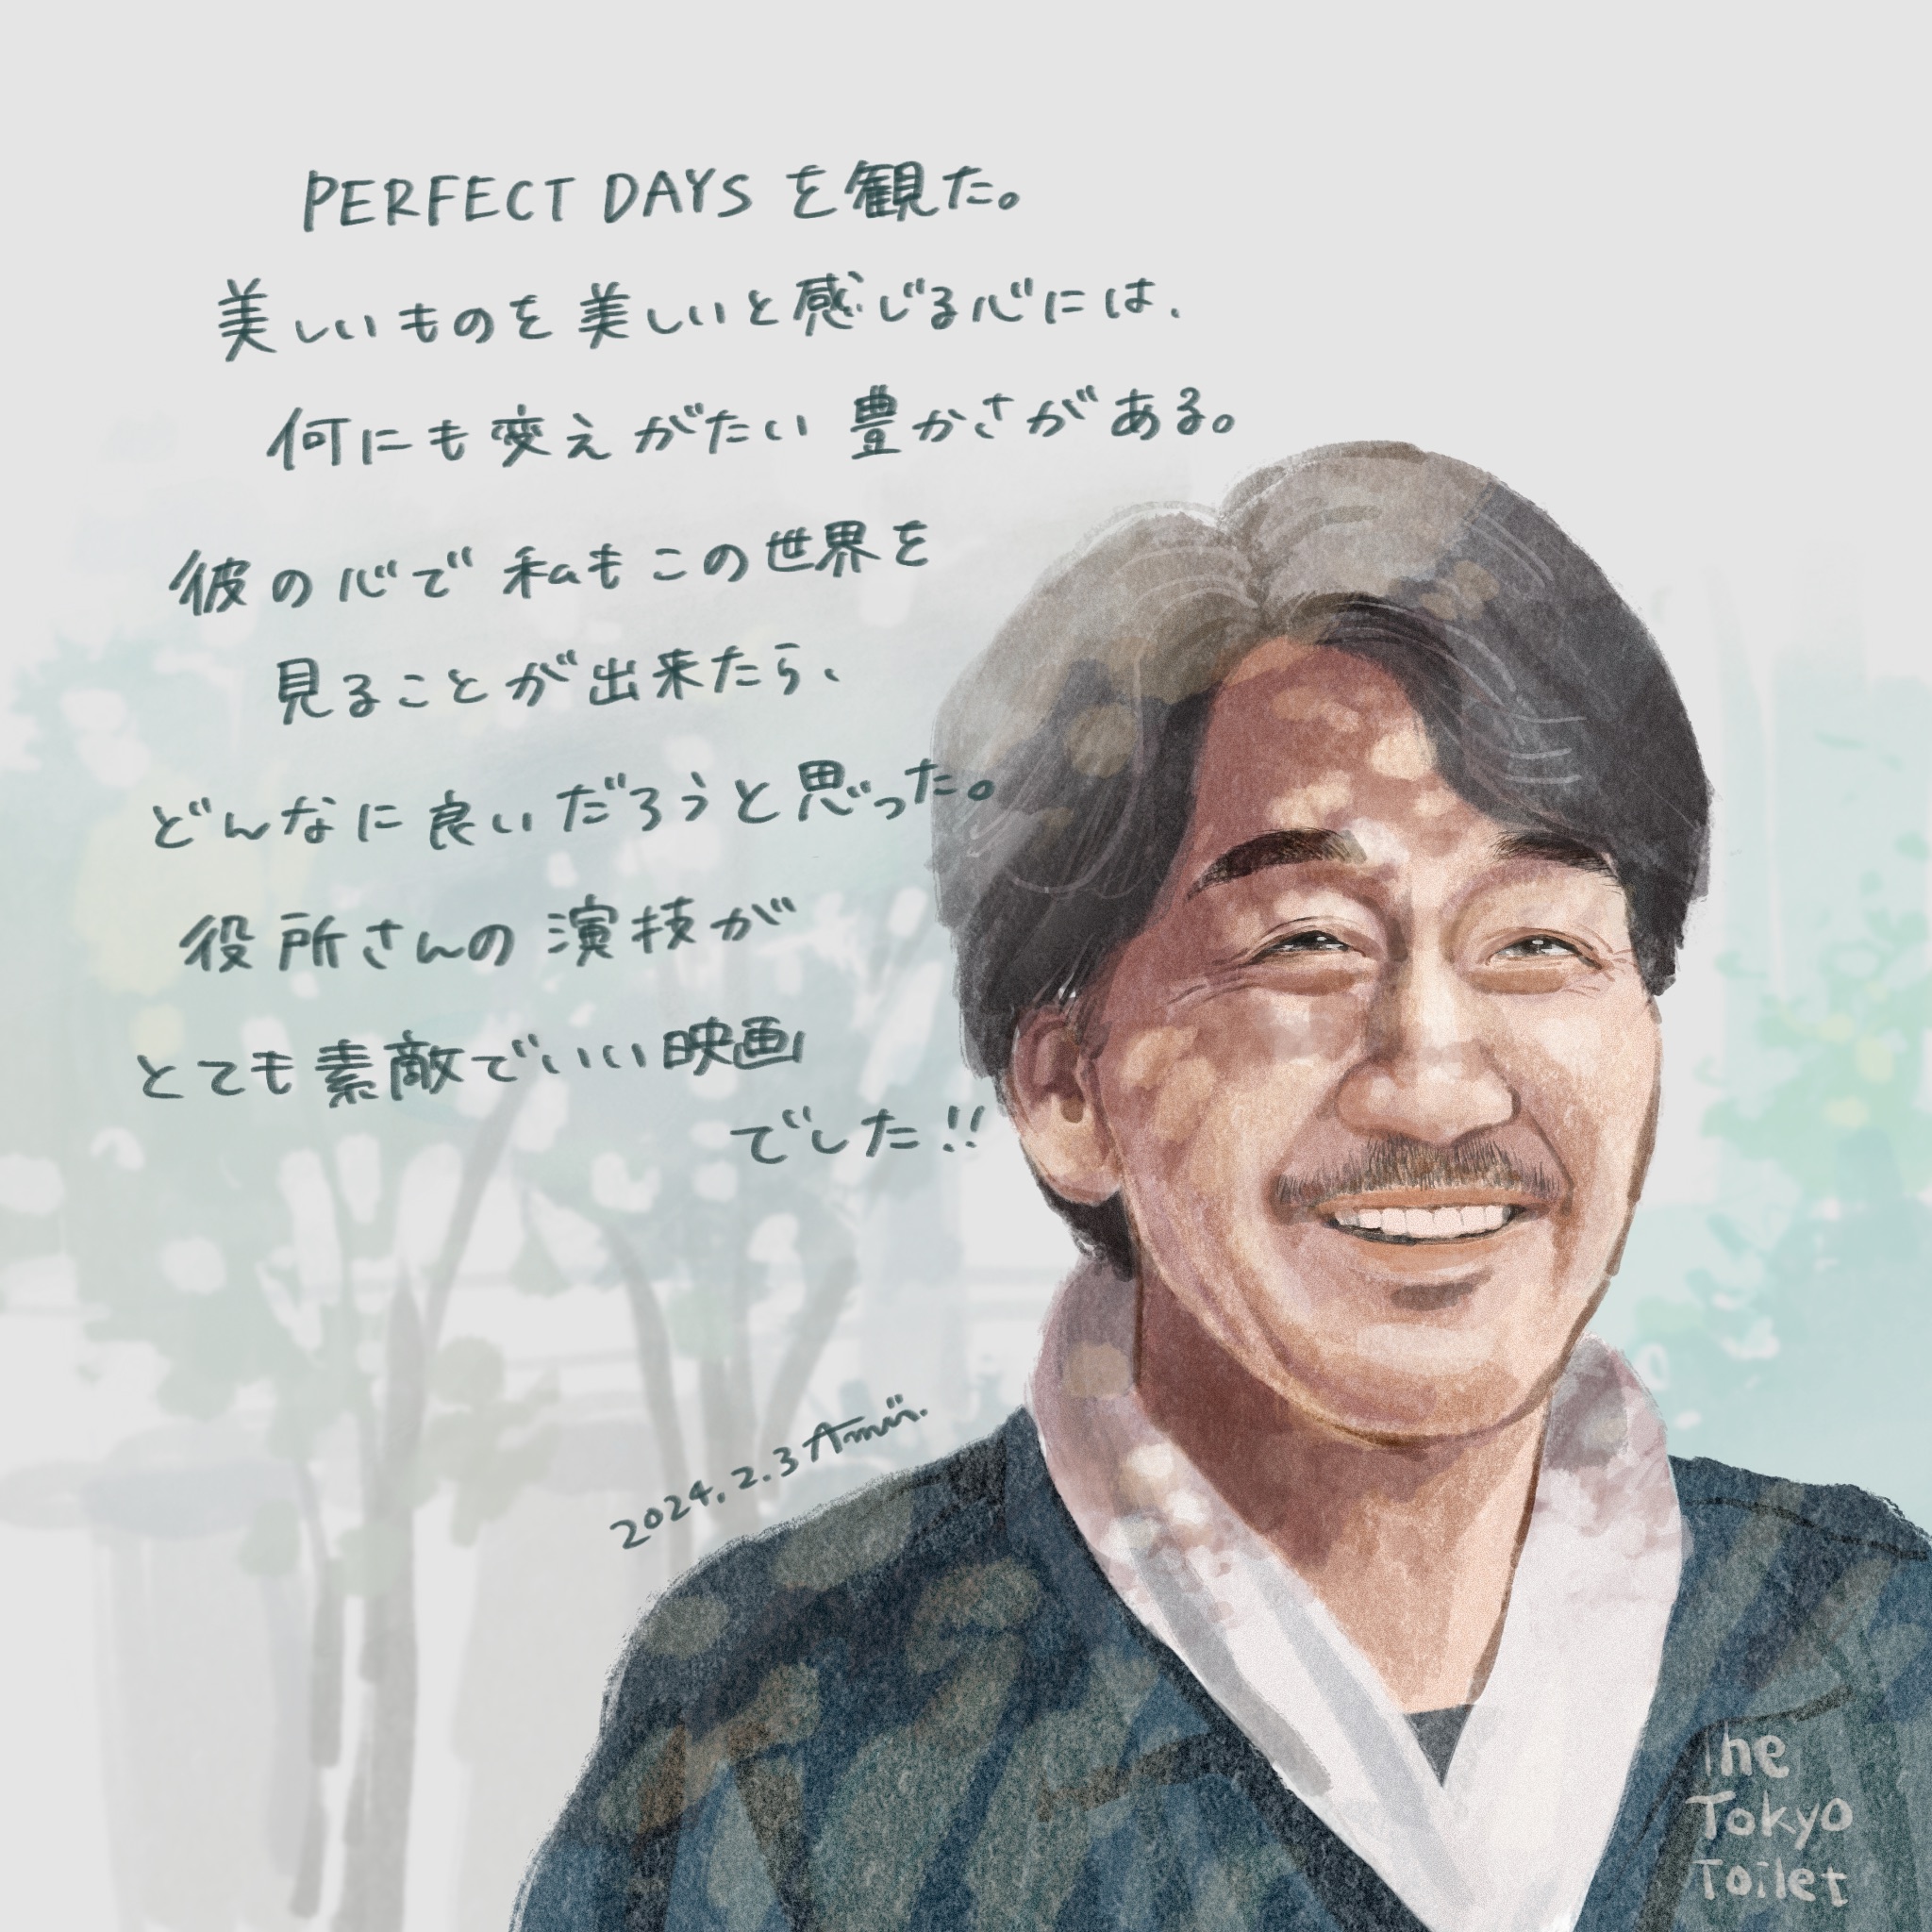 PERFECT DAYS を観た。
美しいものを美しいと感じる心には、
何にも変えがたい豊かさがある。
彼の心で私もこの世界を
見ることが出来たら、
どんなに良いだろうと思った。
役所さんの演技が
とても素敵でいい映画
でした!!
2024.2.3
The
Tokyo
Toilet